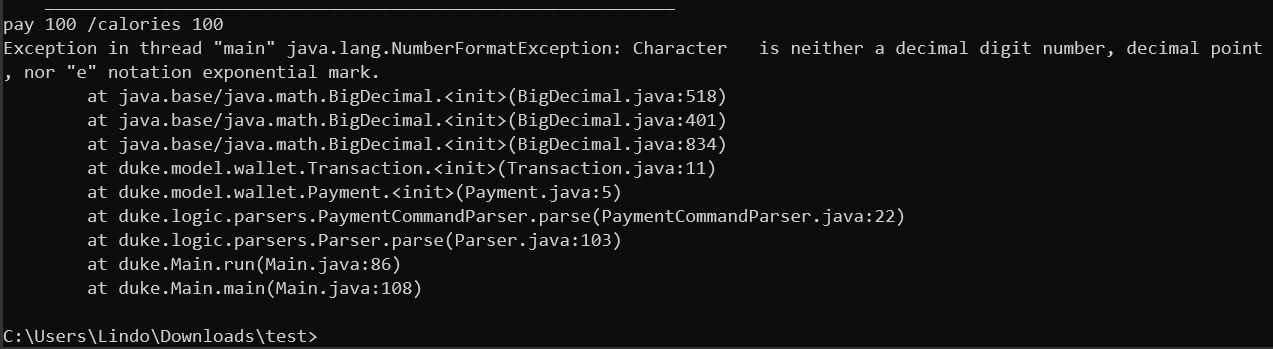 ____________________________________________________________
pay 100 /calories 100
Exception in thread "main" java.lang.NumberFormatException: Character   is neither a decimal digit number, decimal point
, nor "e" notation exponential mark.
        at java.base/java.math.BigDecimal.<init>(BigDecimal.java:518)
        at java.base/java.math.BigDecimal.<init>(BigDecimal.java:401)
        at java.base/java.math.BigDecimal.<init>(BigDecimal.java:834)
        at duke.model.wallet.Transaction.<init>(Transaction.java:11)
        at duke.model.wallet.Payment.<init>(Payment.java:5)
        at duke.logic.parsers.PaymentCommandParser.parse(PaymentCommandParser.java:22)
        at duke.logic.parsers.Parser.parse(Parser.java:103)
        at duke.Main.run(Main.java:86)
        at duke.Main.main(Main.java:108)
C:\Users\Lindo\Downloads\test>